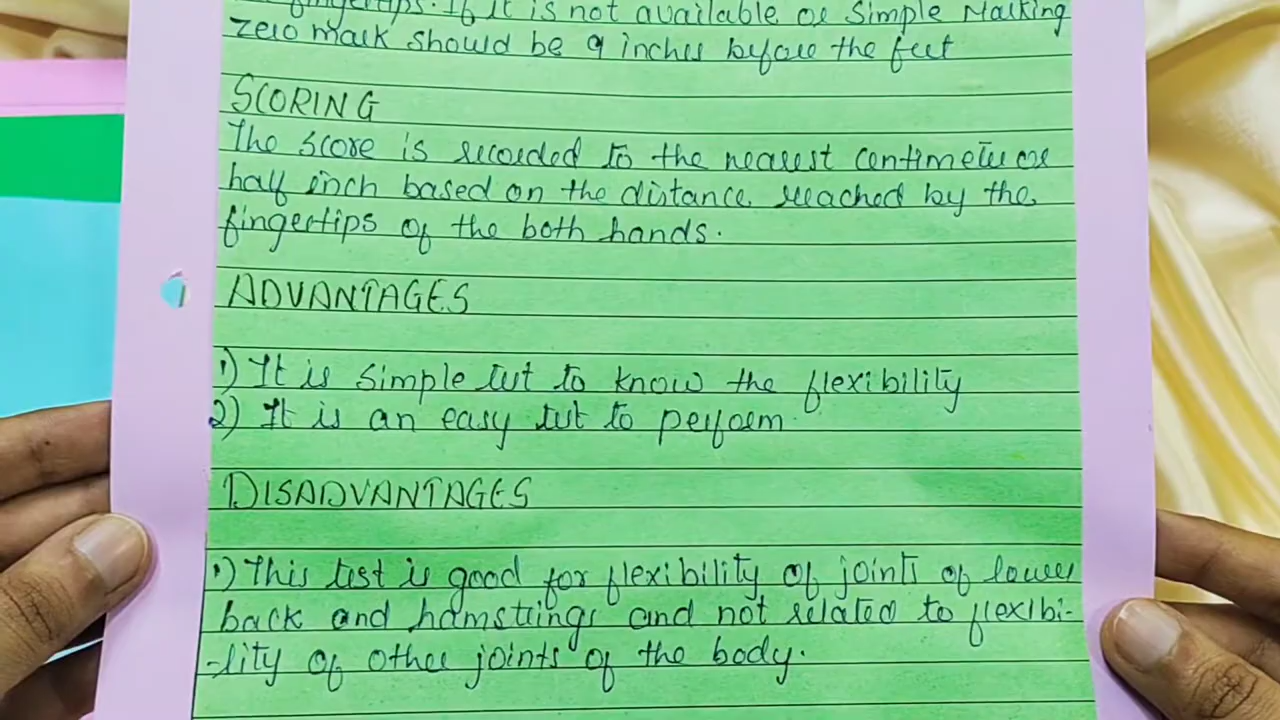 fingertips. If it is not available or simple Marking
zero mark should be 9 inches before the feet
SCORING
The score is recorded to the nearest centimetre or
half inch based on the distance reached by the
fingertips of the both hands.
ADVANTAGES
1) It is simple test to know the flexibility
2) It is an easy test to perform.
DISADVANTAGES
1) This test is good for flexibility of joints of lower
back and hamstrings and not related to flexibi-
-lity of other joints of the body.